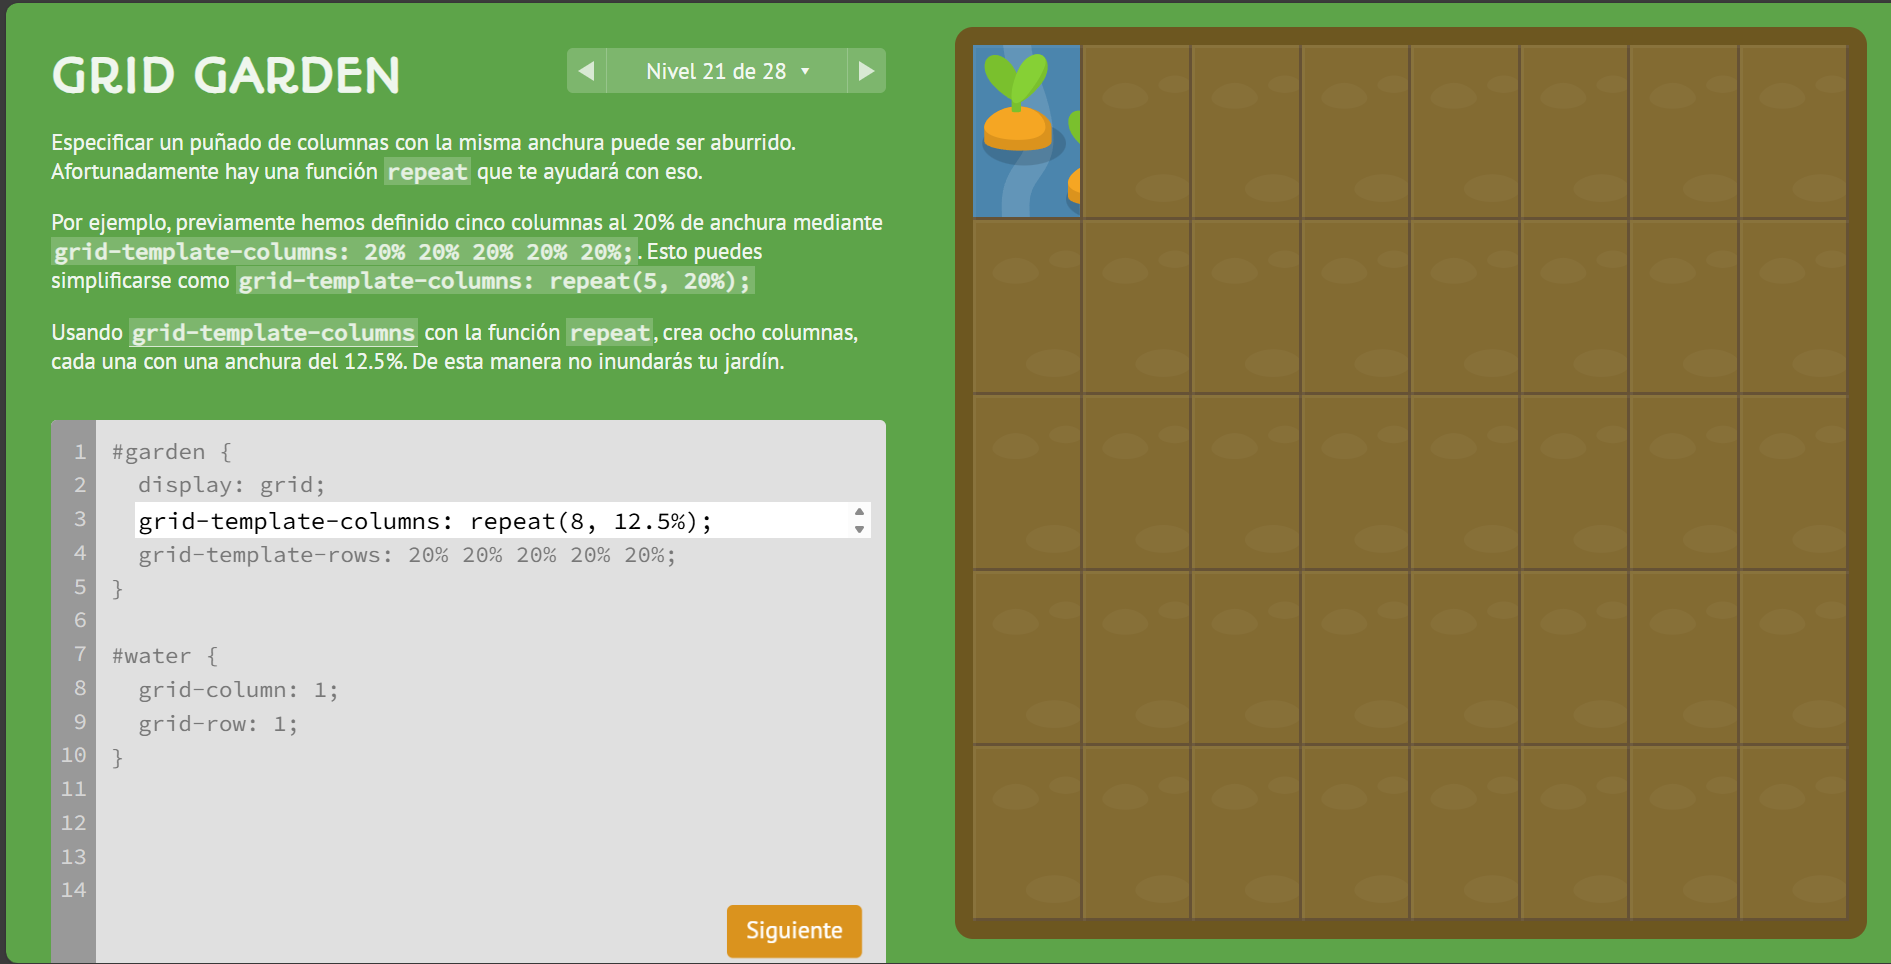 GRID GARDEN
Nivel 21 de 28
Especificar un puñado de columnas con la misma anchura puede ser aburrido.
Afortunadamente hay una función repeat que te ayudará con eso.
Por ejemplo, previamente hemos definido cinco columnas al 20% de anchura mediante
grid-template-columns: 20% 20% 20% 20% 20%;. Esto puedes
simplificarse como grid-template-columns: repeat(5, 20%);
Usando grid-template-columns con la función repeat, crea ocho columnas,
cada una con una anchura del 12.5%. De esta manera no inundarás tu jardín.
1 #garden {
2 display: grid;
3 grid-template-columns: repeat(8, 12.5%);
4 grid-template-rows: 20% 20% 20% 20% 20%;
5 }
6
7 #water {
8 grid-column: 1;
9 grid-row: 1;
10 }
11
12
13
14
Siguiente